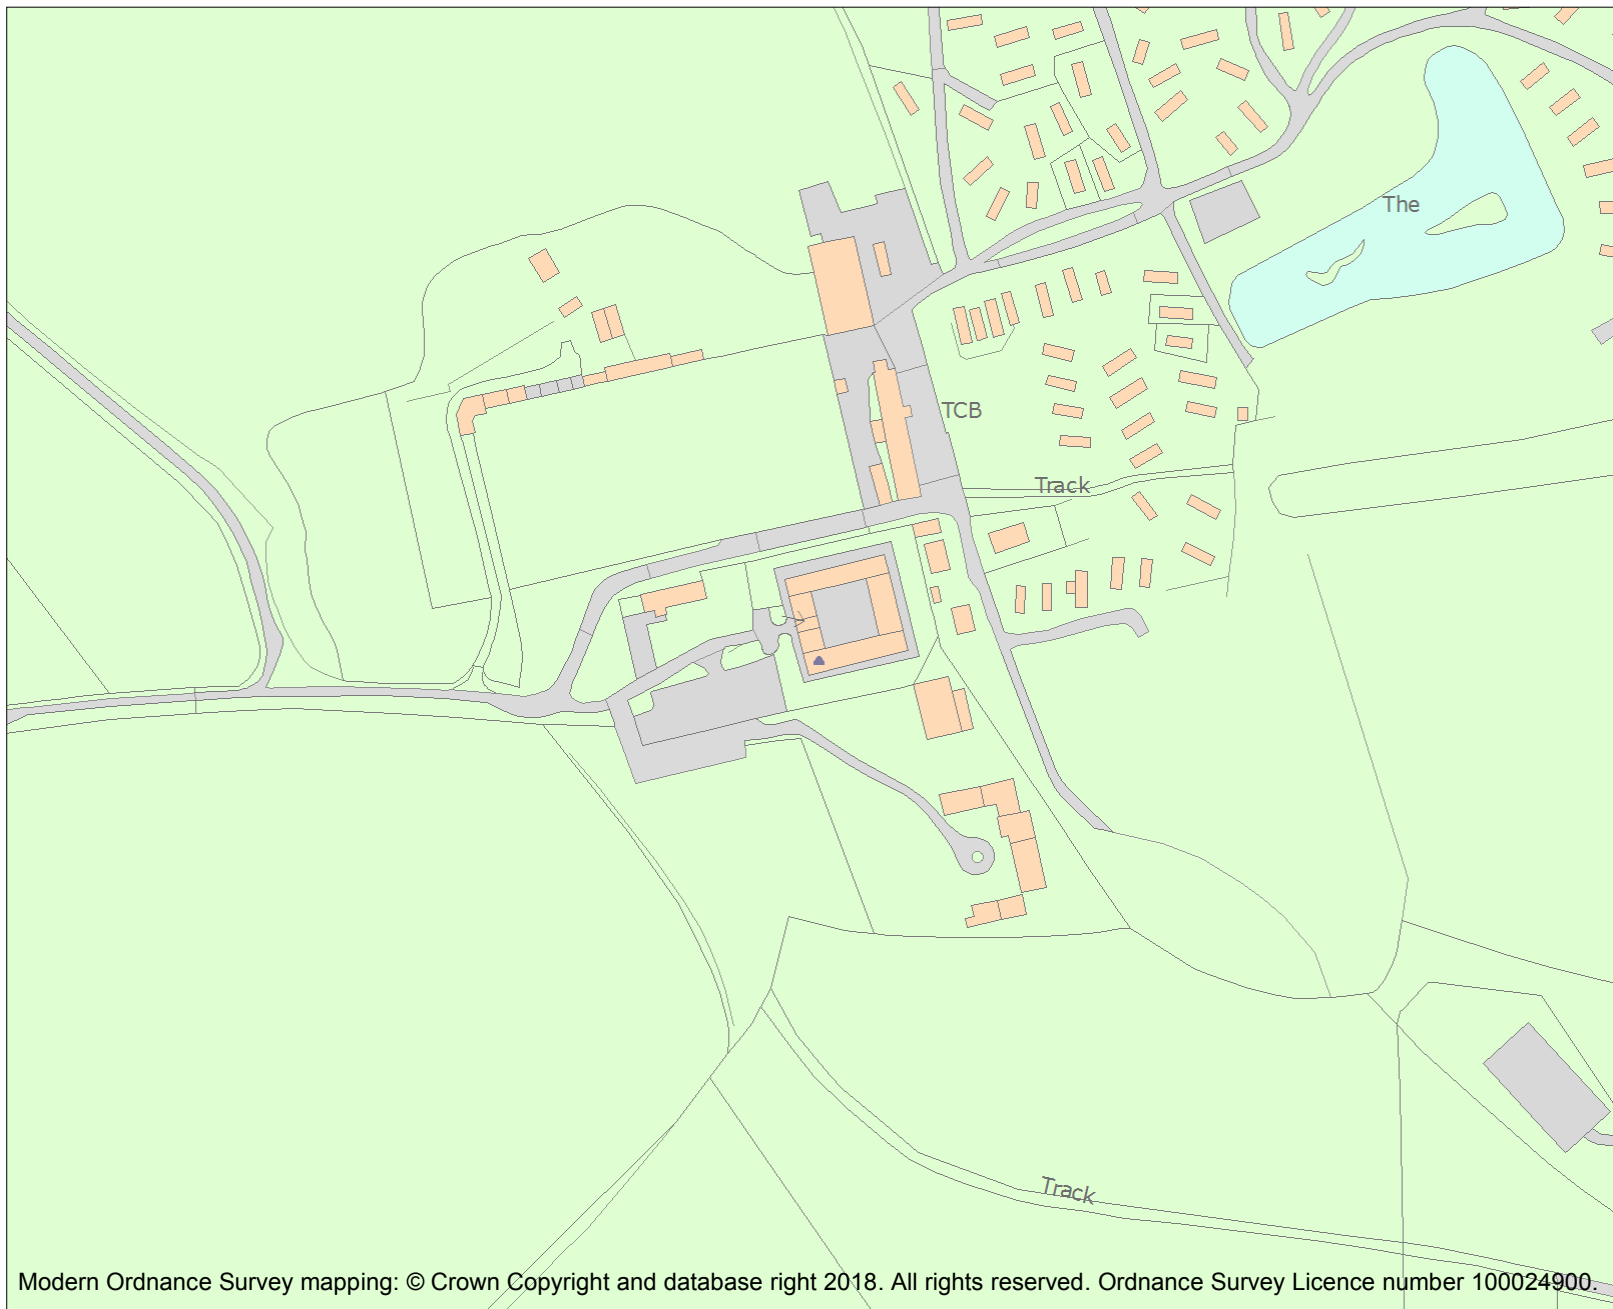 The
TCB
Track
Track
Modern Ordnance Survey mapping: © Crown Copyright and database right 2018. All rights reserved. Ordnance Survey Licence number 100024900.